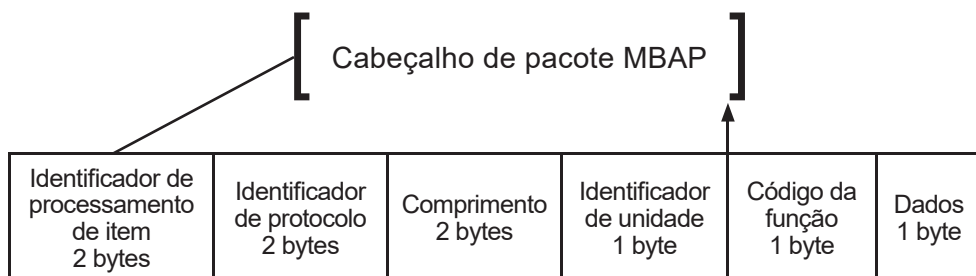 Cabeçalho de pacote MBAP
Identificador de
processamento
de item
2 bytes
Identificador
de protocolo
2 bytes
Comprimento
2 bytes
Identificador
de unidade
1 byte
Código da
função
1 byte
Dados
1 byte